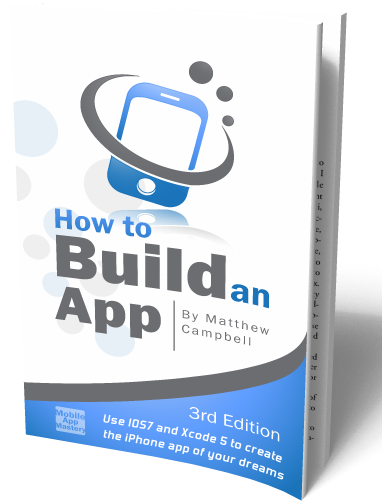 How to
Build an
App
By Matthew
Campbell
3rd Edition
Mobile
App
Mastery
Use IOS7 and Xcode 5 to create
the iPhone app of your dreams